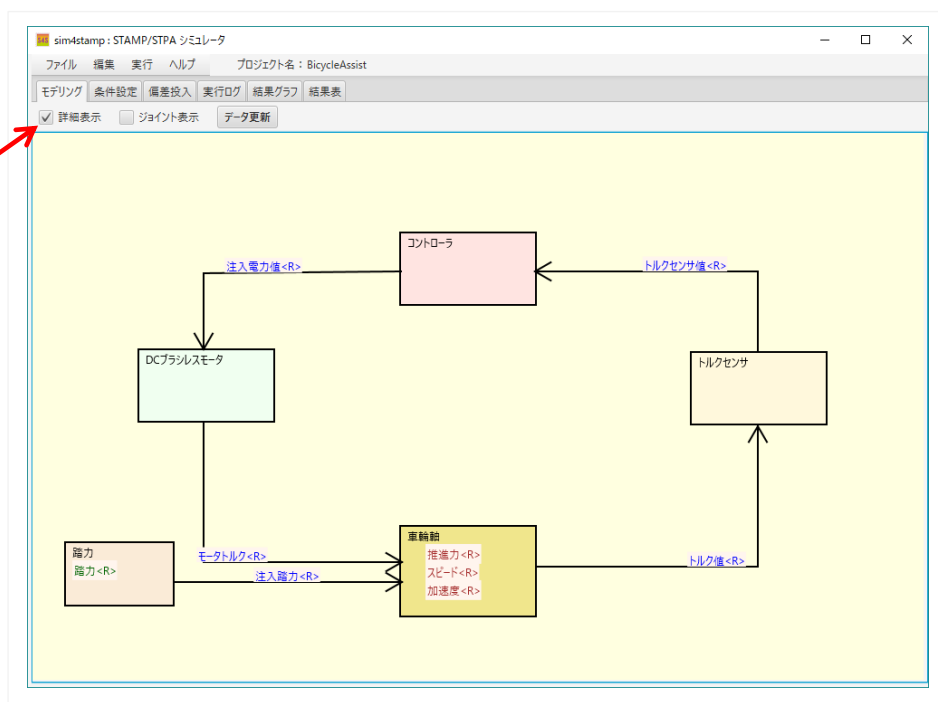 SAS sim4stamp : STAMP/STPA シミュレータ
ファイル 編集 実行 ヘルプ プロジェクト名 : BicycleAssist
モデリング 条件設定 偏差投入 実行ログ 結果グラフ 結果表
詳細表示 ジョイント表示 データ更新
コントローラ
注入電力値<R>
トルクセンサ値<R>
DCブラシレスモータ
トルクセンサ
車輪軸
推進力<R>
スピード<R>
加速度<R>
踏力
踏力<R>
モータトルク<R>
注入踏力<R>
トルク値<R>